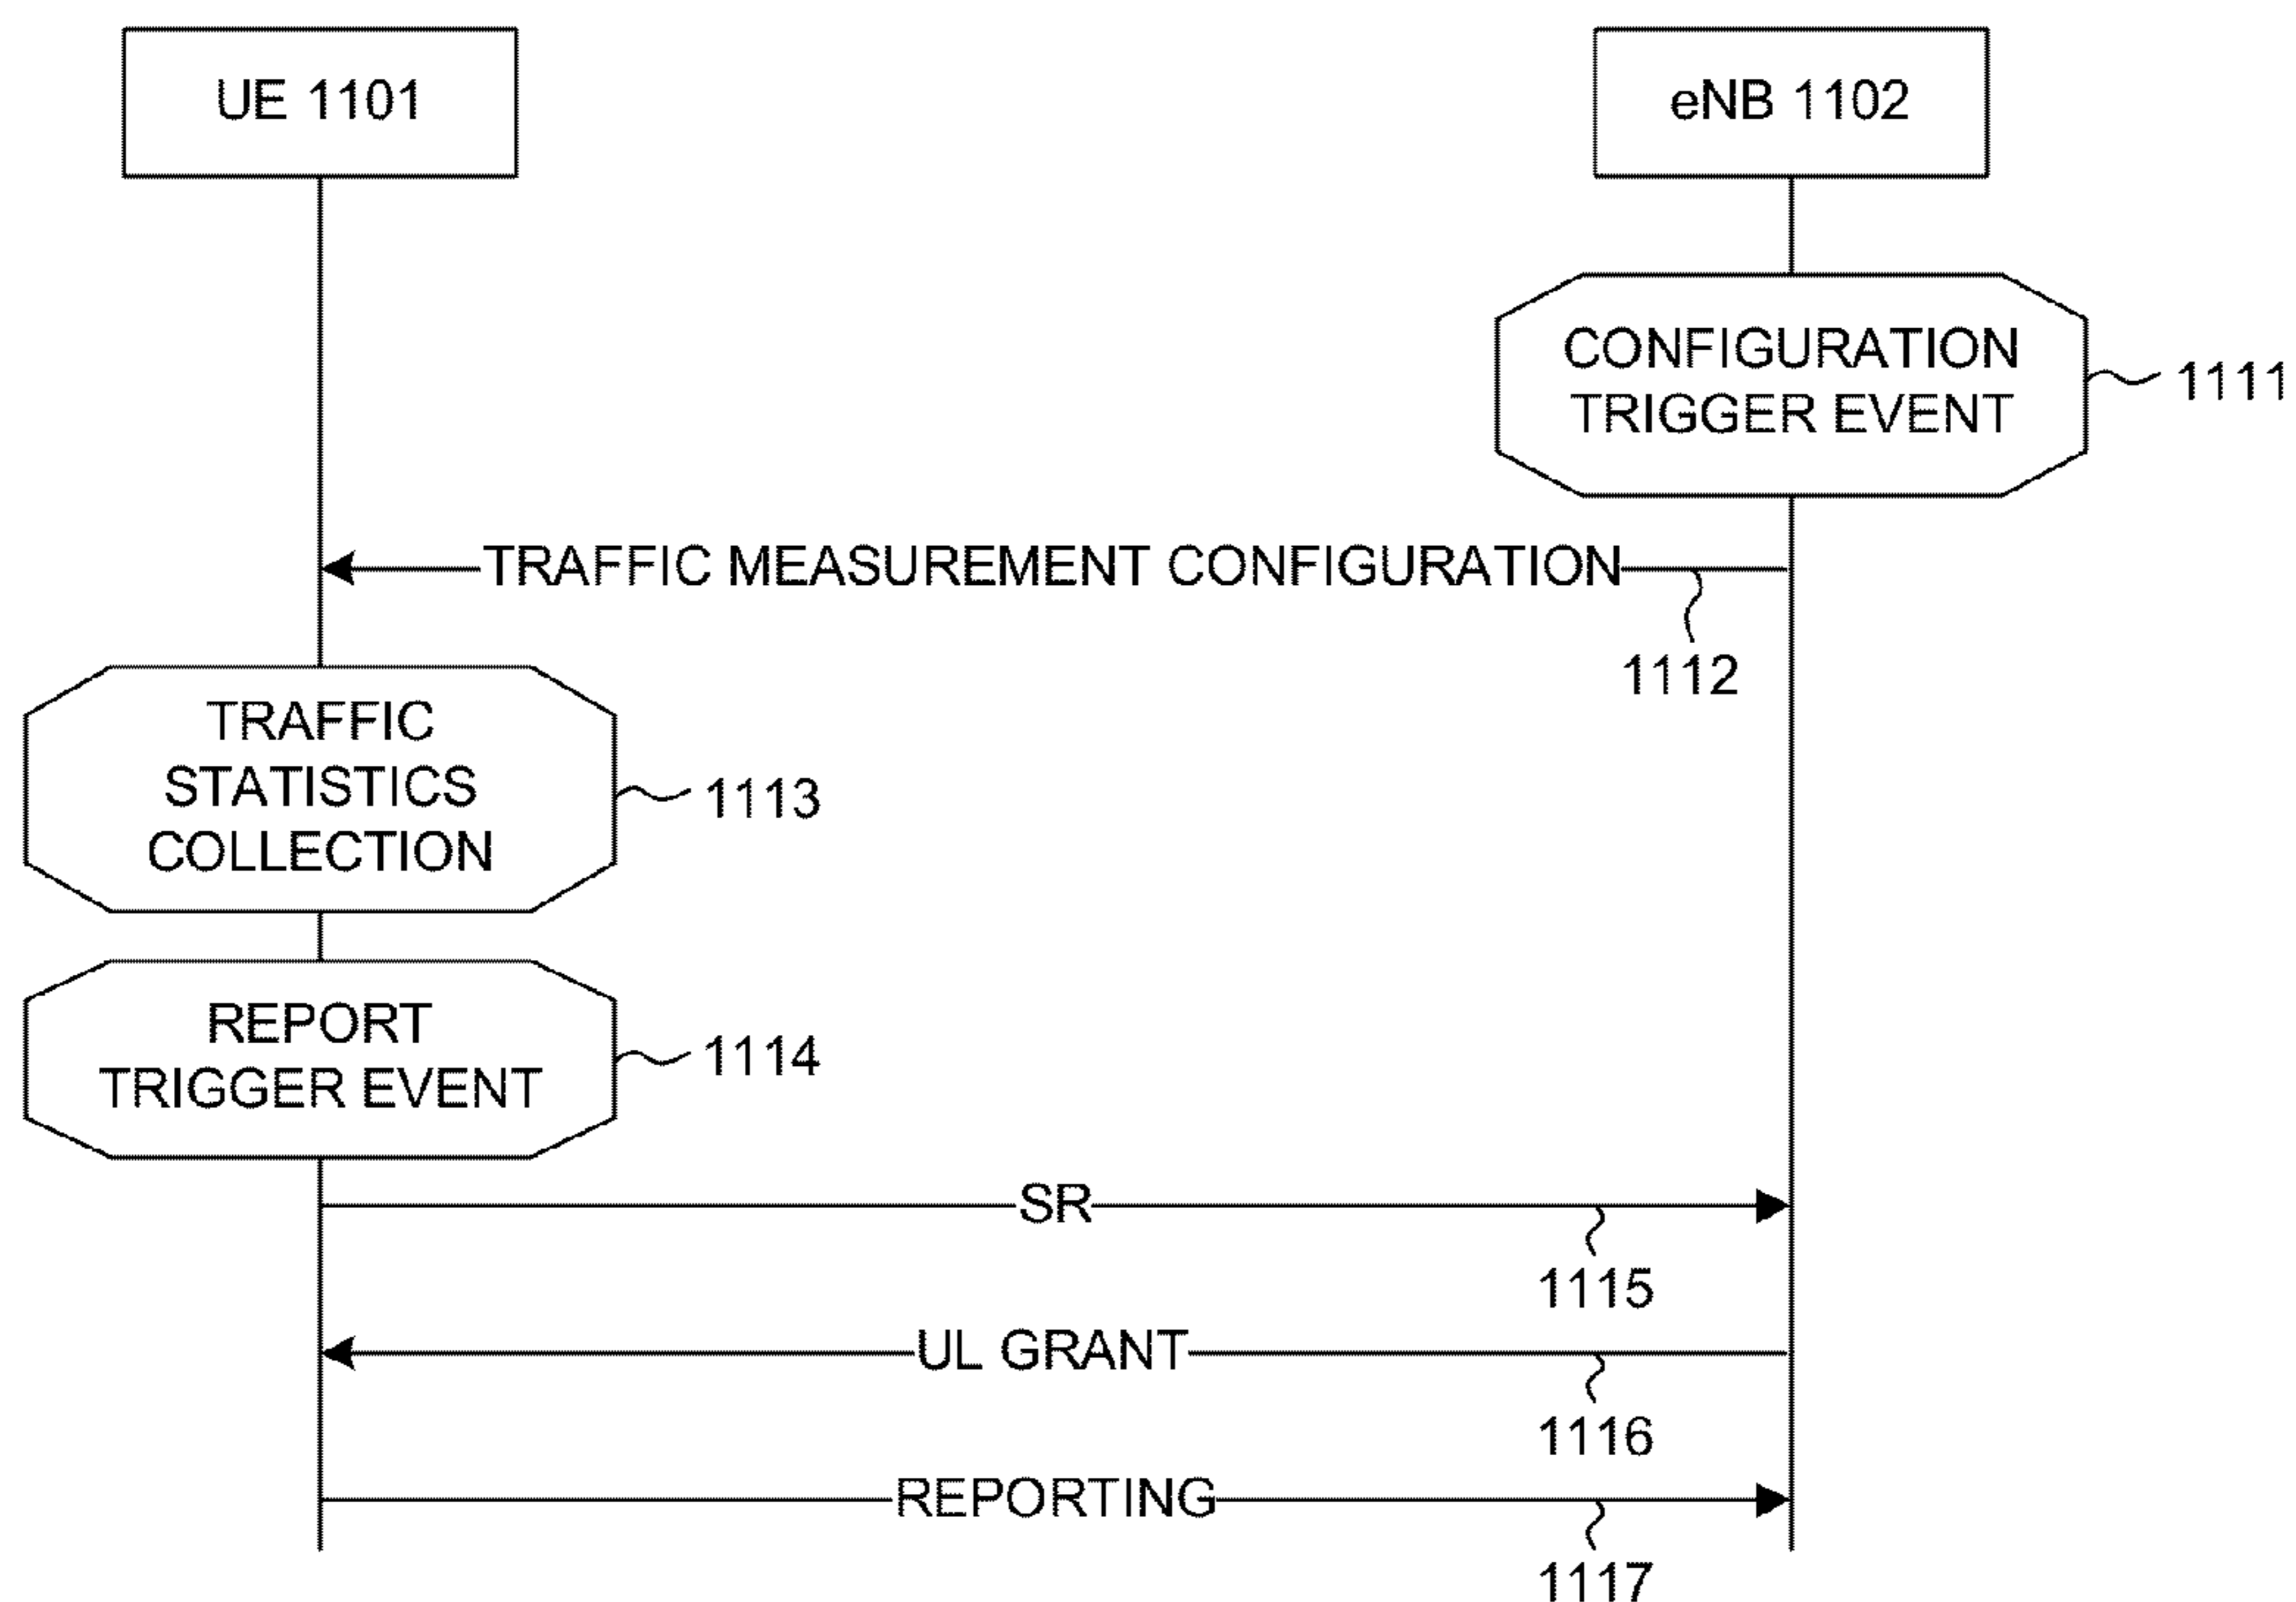 UE 1101
eNB 1102
CONFIGURATION
TRIGGER EVENT
1111
TRAFFIC MEASUREMENT CONFIGURATION
1112
TRAFFIC
STATISTICS
COLLECTION
1113
REPORT
TRIGGER EVENT
1114
SR
1115
UL GRANT
1116
REPORTING
1117